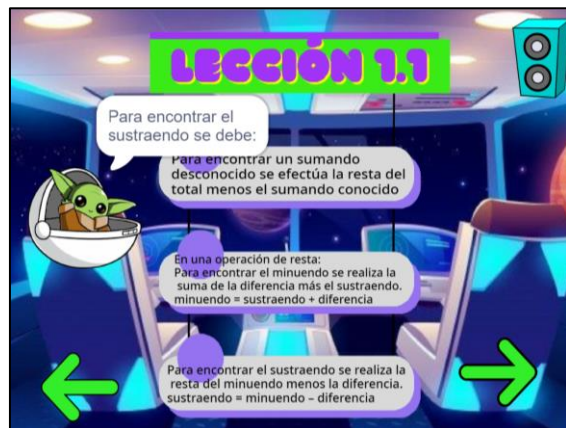 LECCIÓN 1.1
Para encontrar el
sustraendo se debe:
Para encontrar un sumando
desconocido se efectúa la resta del
total menos el sumando conocido
En una operación de resta:
Para encontrar el minuendo se realiza la
suma de la diferencia más el sustraendo.
minuendo = sustraendo + diferencia
Para encontrar el sustraendo se realiza la
resta del minuendo menos la diferencia.
sustraendo = minuendo – diferencia